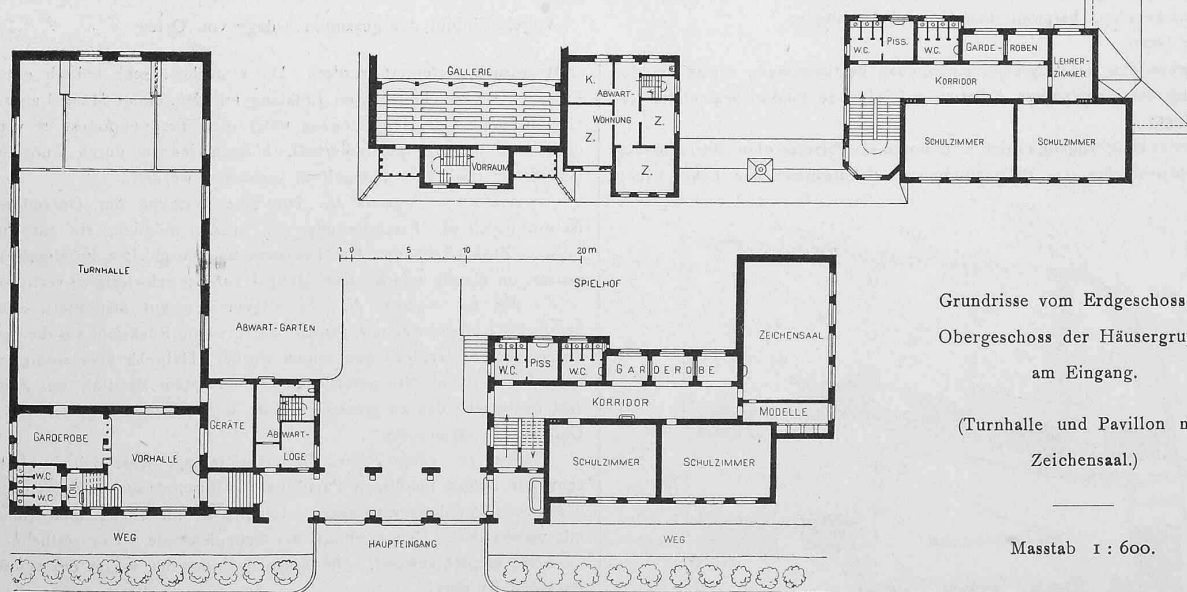 GALLERIE
K.
ABWART-
WOHNUNG
Z.
Z.
Z.
VORRAUM
W.C.
PISS.
W.C.
GARDE-
ROBEN
LEHRER-
ZIMMER
KORRIDOR
SCHULZIMMER
SCHULZIMMER
1 0 5 10 20 m
TURNHALLE
ABWART-GARTEN
SPIELHOF
ZEICHENSAAL
GARDEROBE
VORHALLE
W.C.
W.C
TOIL
GERÄTE
ABWART-
LOGE
W.C.
PISS
W.C.
GARDEROBE
KORRIDOR
MODELLE
SCHULZIMMER
SCHULZIMMER
WEG
HAUPTEINGANG
WEG
Grundrisse vom Erdgeschoss
Obergeschoss der Häusergru
am Eingang.
(Turnhalle und Pavillon m
Zeichensaal.)
Masstab 1 : 600.